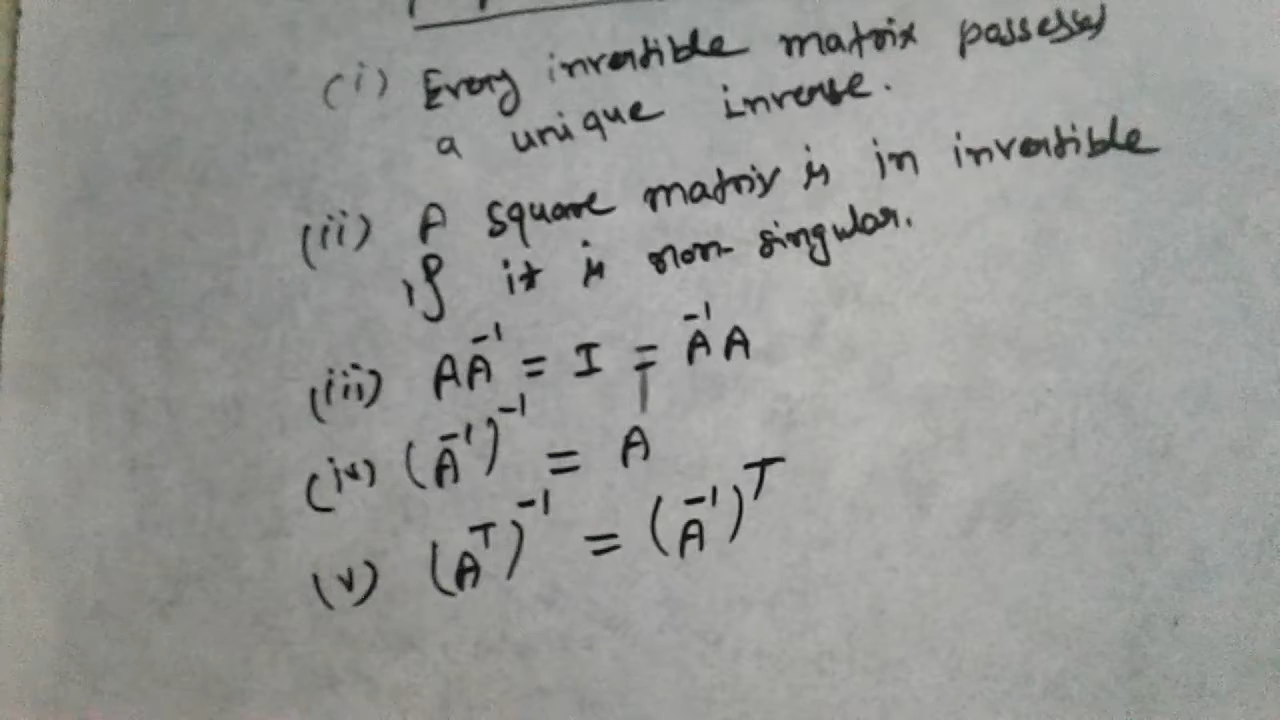 (i) Every invertible matrix possesses
a unique inverse.
(ii) A square matrix is in invertible
if it is non-singular.
(iii) AA⁻¹ = I = A⁻¹A
(iv) (A⁻¹)⁻¹ = A
(v) (Aᵀ)⁻¹ = (A⁻¹)ᵀ